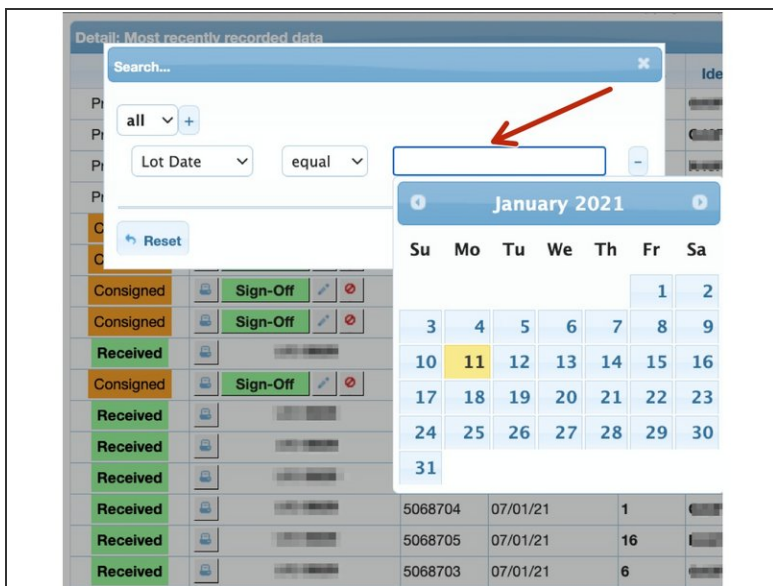 Detail: Most recently recorded data
Search...
Ide
all +
Lot Date equal −
Reset
January 2021
Su Mo Tu We Th Fr Sa
1 2
3 4 5 6 7 8 9
10 11 12 13 14 15 16
17 18 19 20 21 22 23
24 25 26 27 28 29 30
31
Pr
Pr
Pr
Pr
C
C
Consigned Sign-Off
Consigned Sign-Off
Received
Consigned Sign-Off
Received
Received
Received
Received 5068704 07/01/21 1
Received 5068705 07/01/21 16
Received 5068703 07/01/21 6